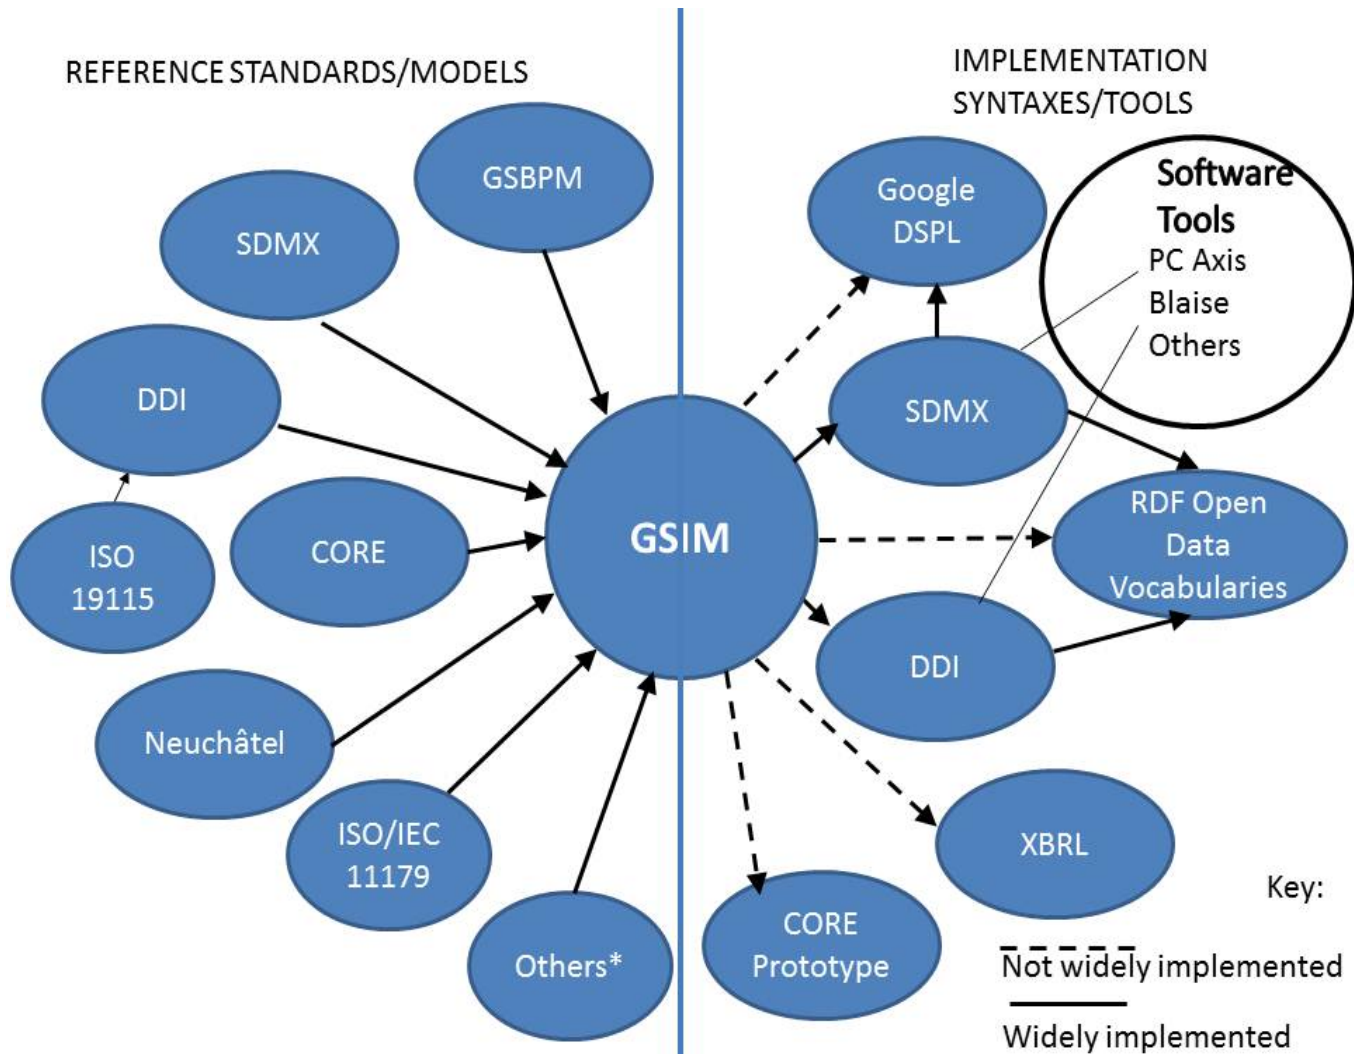 REFERENCE STANDARDS/MODELS
IMPLEMENTATION
SYNTAXES/TOOLS
GSBPM
SDMX
DDI
ISO
19115
CORE
Neuchâtel
ISO/IEC
11179
Others*
GSIM
Google
DSPL
Software
Tools
PC Axis
Blaise
Others
SDMX
RDF Open
Data
Vocabularies
DDI
XBRL
CORE
Prototype
Key:
Not widely implemented
Widely implemented